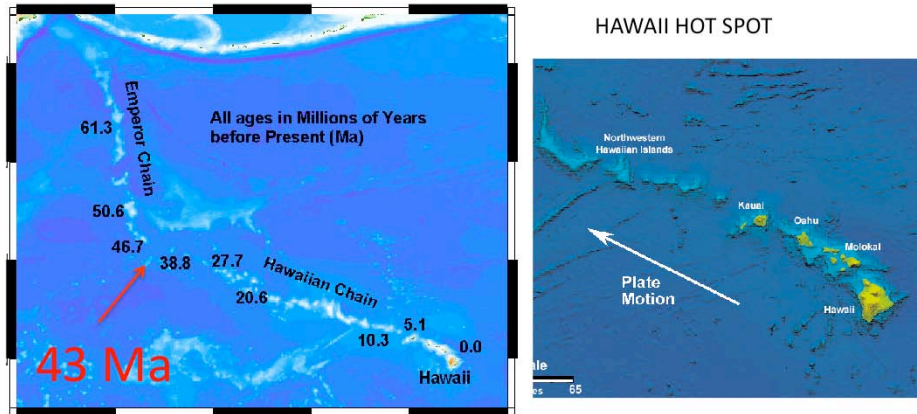 HAWAII HOT SPOT
Emperor Chain
61.3
All ages in Millions of Years
before Present (Ma)
50.6
46.7
38.8
27.7
20.6
Hawaiian Chain
10.3
5.1
0.0
Hawaii
43 Ma
Northwestern
Hawaiian Islands
Kauai
Oahu
Molokai
Hawaii
Plate
Motion
65